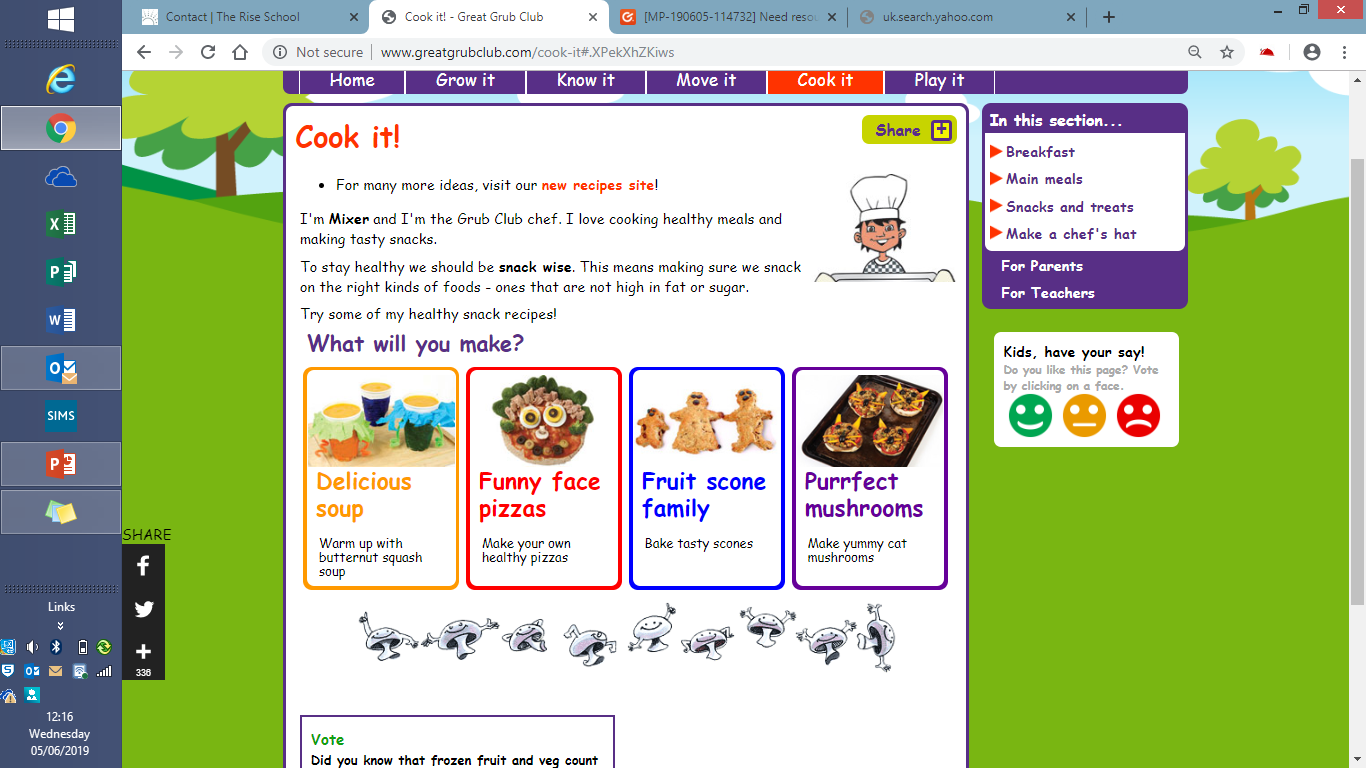 Contact | The Rise School
Cook it! - Great Grub Club
[MP-190605-114732] Need reso
uk.search.yahoo.com
Not secure
www.greatgrubclub.com/cook-it#.XPekXhZKiws
Home
Grow it
Know it
Move it
Cook it
Play it
Cook it!
Share
For many more ideas, visit our new recipes site!
I'm Mixer and I'm the Grub Club chef. I love cooking healthy meals and
making tasty snacks.
To stay healthy we should be snack wise. This means making sure we snack
on the right kinds of foods - ones that are not high in fat or sugar.
Try some of my healthy snack recipes!
What will you make?
Delicious
soup
Warm up with
butternut squash
soup
Funny face
pizzas
Make your own
healthy pizzas
Fruit scone
family
Bake tasty scones
Purrfect
mushrooms
Make yummy cat
mushrooms
Vote
Did you know that frozen fruit and veg count
In this section...
Breakfast
Main meals
Snacks and treats
Make a chef's hat
For Parents
For Teachers
Kids, have your say!
Do you like this page? Vote
by clicking on a face.
SHARE
336
SIMS
Links
12:16
Wednesday
05/06/2019